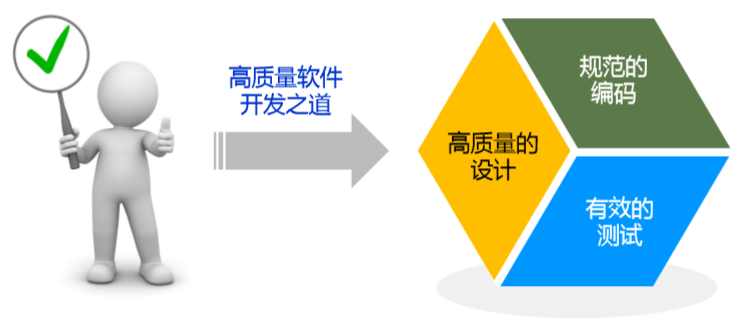 高质量软件
开发之道
规范的
编码
高质量的
设计
有效的
测试